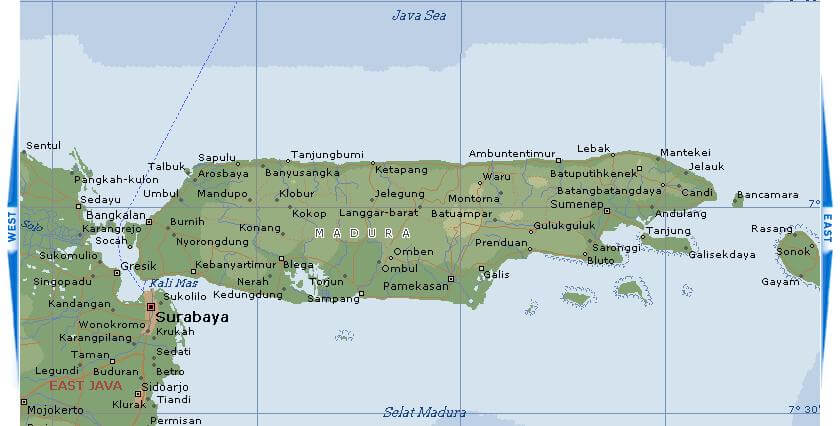 Java Sea
Sentul
Talbuk
Sapulu
Tanjungbumi
Ambuntentimur
Lebak
Mantekei
Pangkah-kulon
Arosbaya
Banyusangka
Ketapang
Waru
Batuputihkenek
Jelauk
Sedayu
Umbul
Mandupo
Klobur
Jelegung
Montorna
Batangbatangdaya
Candi
Bancamara
Bangkalan
Kokop
Langgar-barat
Batuampar
Sumenep
Andulang
7°
WEST
EAST
Solo
Karangrejo
Burnih
Konang
MADURA
Gulukguluk
Tanjung
Rasang
Socah
Nyorongdung
Omben
Prenduan
Saronggi
Galisekdaya
Sonok
Sukomulio
Gresik
Kebanyartimur
Blega
Ombul
Galis
Bluto
Singopadu
Kali Mas
Nerah
Torjun
Pamekasan
Gayam
Kandangan
Sukolilo
Kedungdung
Sampang
Surabaya
Wonokromo
Krukah
Karangpilang
Taman
Sedati
Legundi
Buduran
Betro
EAST JAVA
Sidoarjo
Mojokerto
Klurak
Tiandi
Selat Madura
7° 30'
Permisan